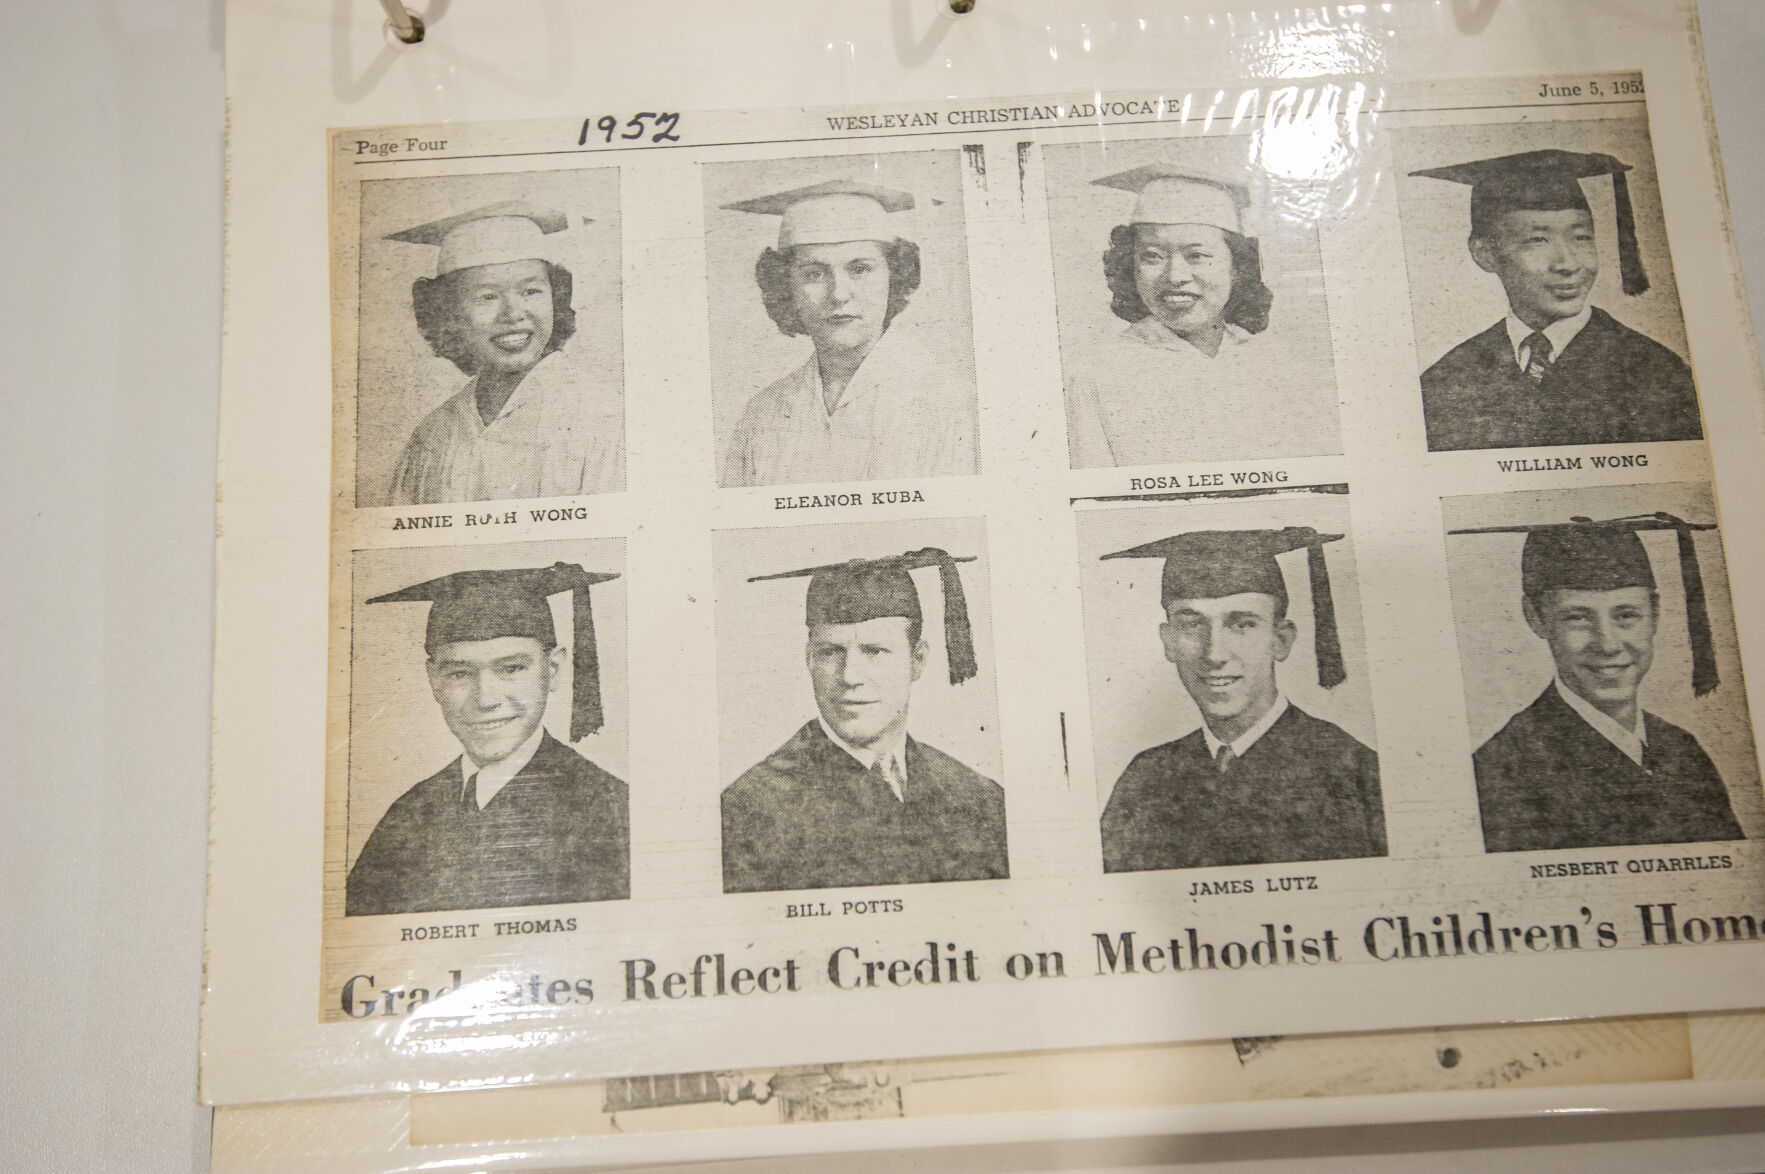 Page Four
1952
WESLEYAN CHRISTIAN ADVOCATE
June 5, 1952
ANNIE RUTH WONG
ELEANOR KUBA
ROSA LEE WONG
WILLIAM WONG
ROBERT THOMAS
BILL POTTS
JAMES LUTZ
NESBERT QUARRLES
Graduates Reflect Credit on Methodist Children's Home